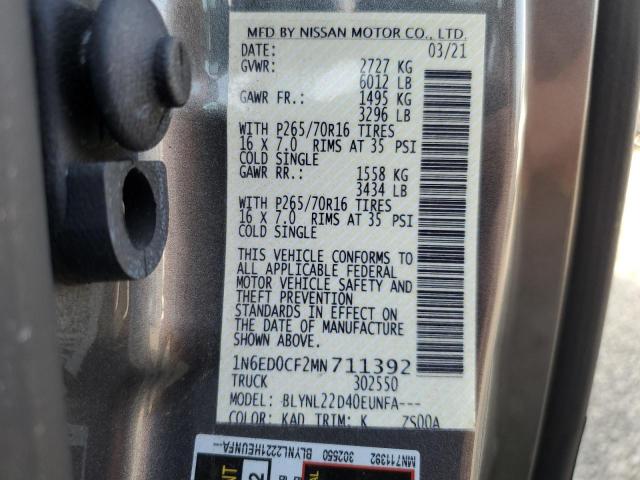 MFD BY NISSAN MOTOR CO., LTD.
DATE: 03/21
GVWR: 2727 KG
6012 LB
GAWR FR.: 1495 KG
3296 LB
WITH P265/70R16 TIRES
16 X 7.0 RIMS AT 35 PSI
COLD SINGLE
GAWR RR.: 1558 KG
3434 LB
WITH P265/70R16 TIRES
16 X 7.0 RIMS AT 35 PSI
COLD SINGLE
THIS VEHICLE CONFORMS TO
ALL APPLICABLE FEDERAL
MOTOR VEHICLE SAFETY AND
THEFT PREVENTION
STANDARDS IN EFFECT ON
THE DATE OF MANUFACTURE
SHOWN ABOVE.
1N6ED0CF2MN711392
TRUCK 302550
MODEL: BLYNL22D40EUNFA---
COLOR: KAD TRIM: K ZS00A
MN711392 302550
BLYNL2221HEUNFA---